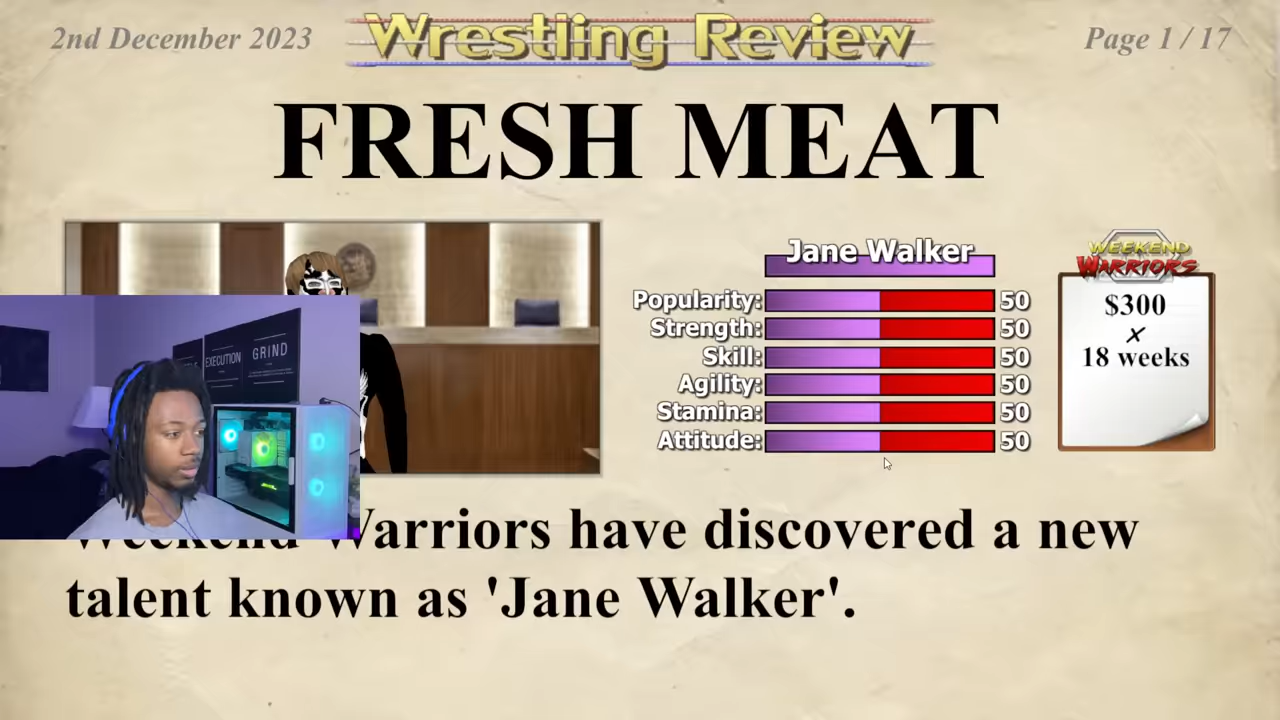 2nd December 2023
Wrestling Review
Page 1 / 17
FRESH MEAT
Jane Walker
Popularity: 50
Strength: 50
Skill: 50
Agility: 50
Stamina: 50
Attitude: 50
WEEKEND
WARRIORS
$300
×
18 weeks
EXECUTION
GRIND
Weekend Warriors have discovered a new
talent known as 'Jane Walker'.